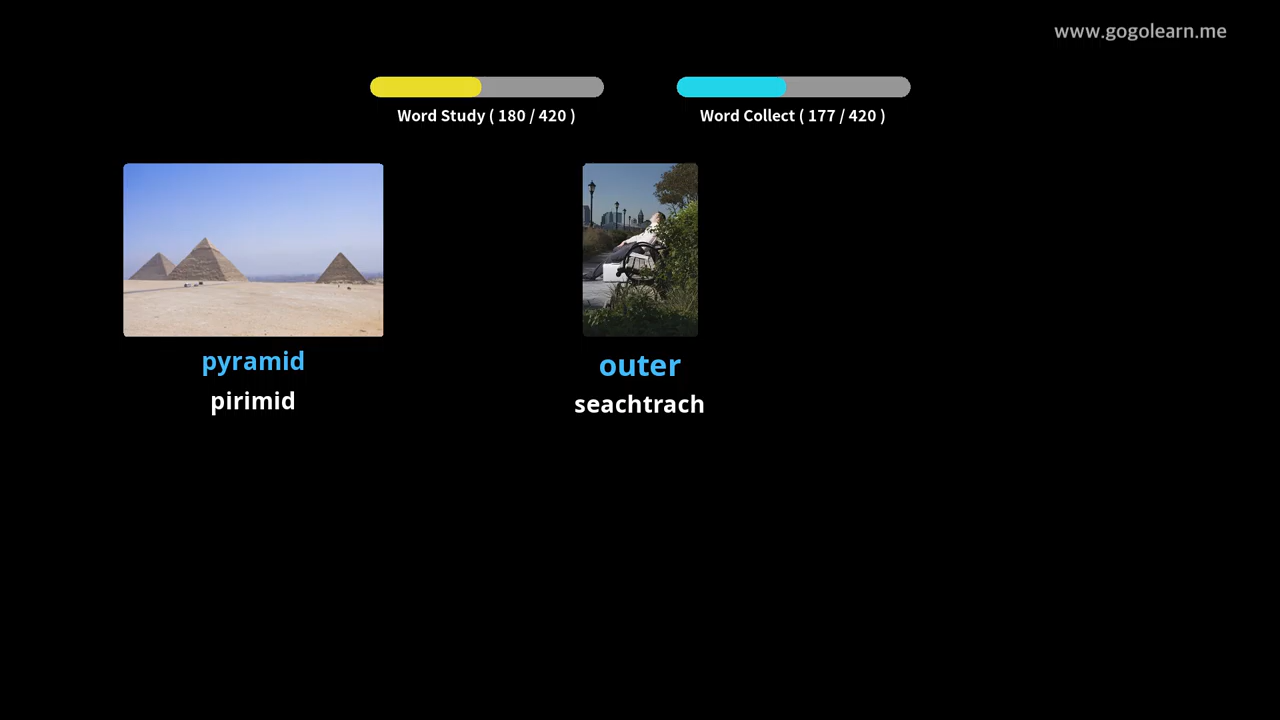 www.gogolearn.me
Word Study ( 180 / 420 )
Word Collect ( 177 / 420 )
pyramid
pirimid
outer
seachtrach